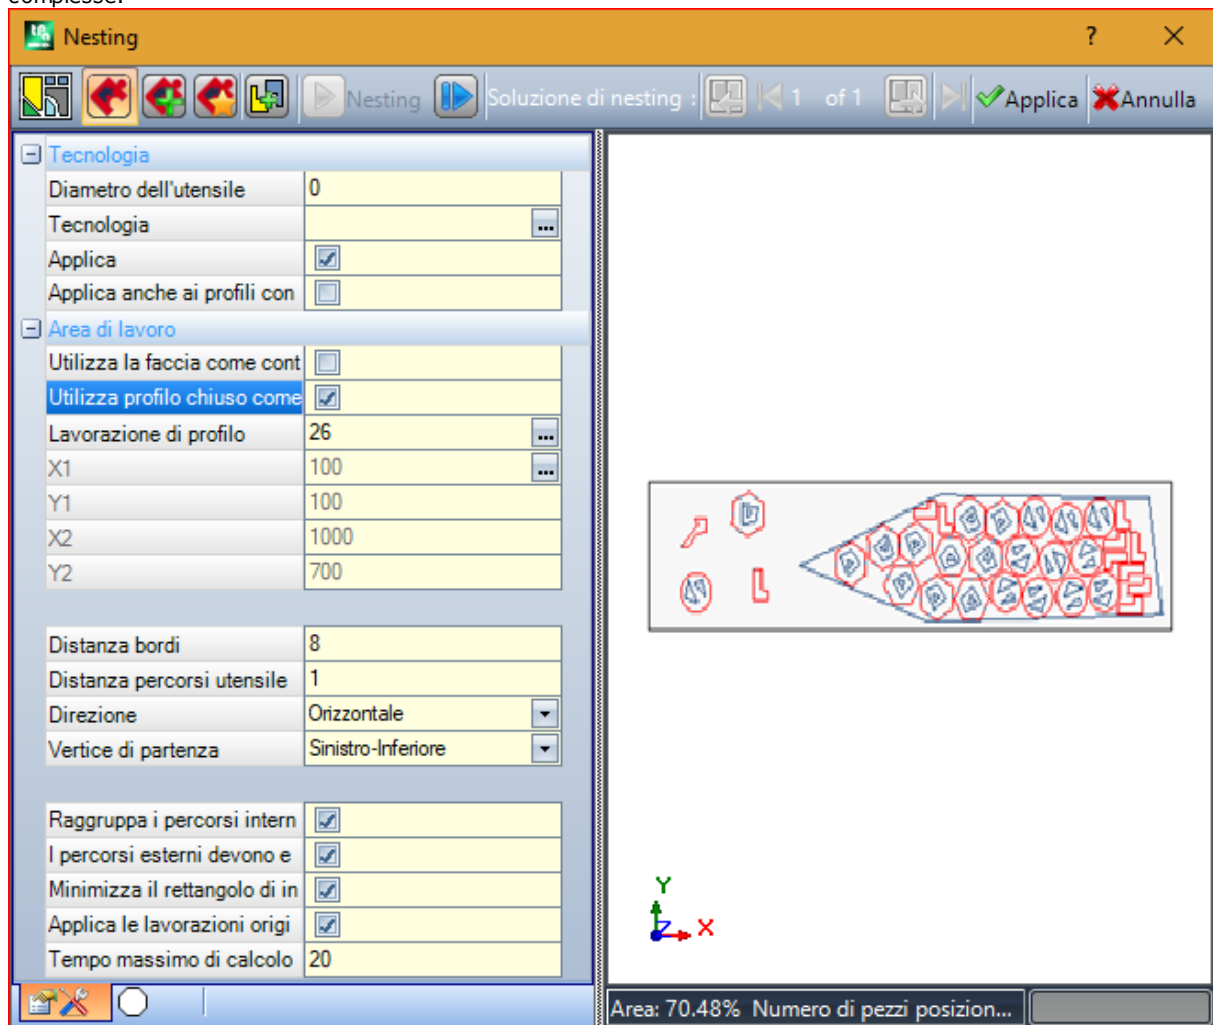 complesse.
Nesting ?
Nesting Soluzione di nesting : 1 of 1 Applica Annulla
Tecnologia
Diametro dell'utensile 0
Tecnologia ...
Applica
Applica anche ai profili con
Area di lavoro
Utilizza la faccia come cont
Utilizza profilo chiuso come
Lavorazione di profilo 26 ...
X1 100 ...
Y1 100
X2 1000
Y2 700
Distanza bordi 8
Distanza percorsi utensile 1
Direzione Orizzontale
Vertice di partenza Sinistro-Inferiore
Raggruppa i percorsi intern
I percorsi esterni devono e
Minimizza il rettangolo di in
Applica le lavorazioni origi
Tempo massimo di calcolo 20
Y
Z X
Area: 70.48% Numero di pezzi posizion...